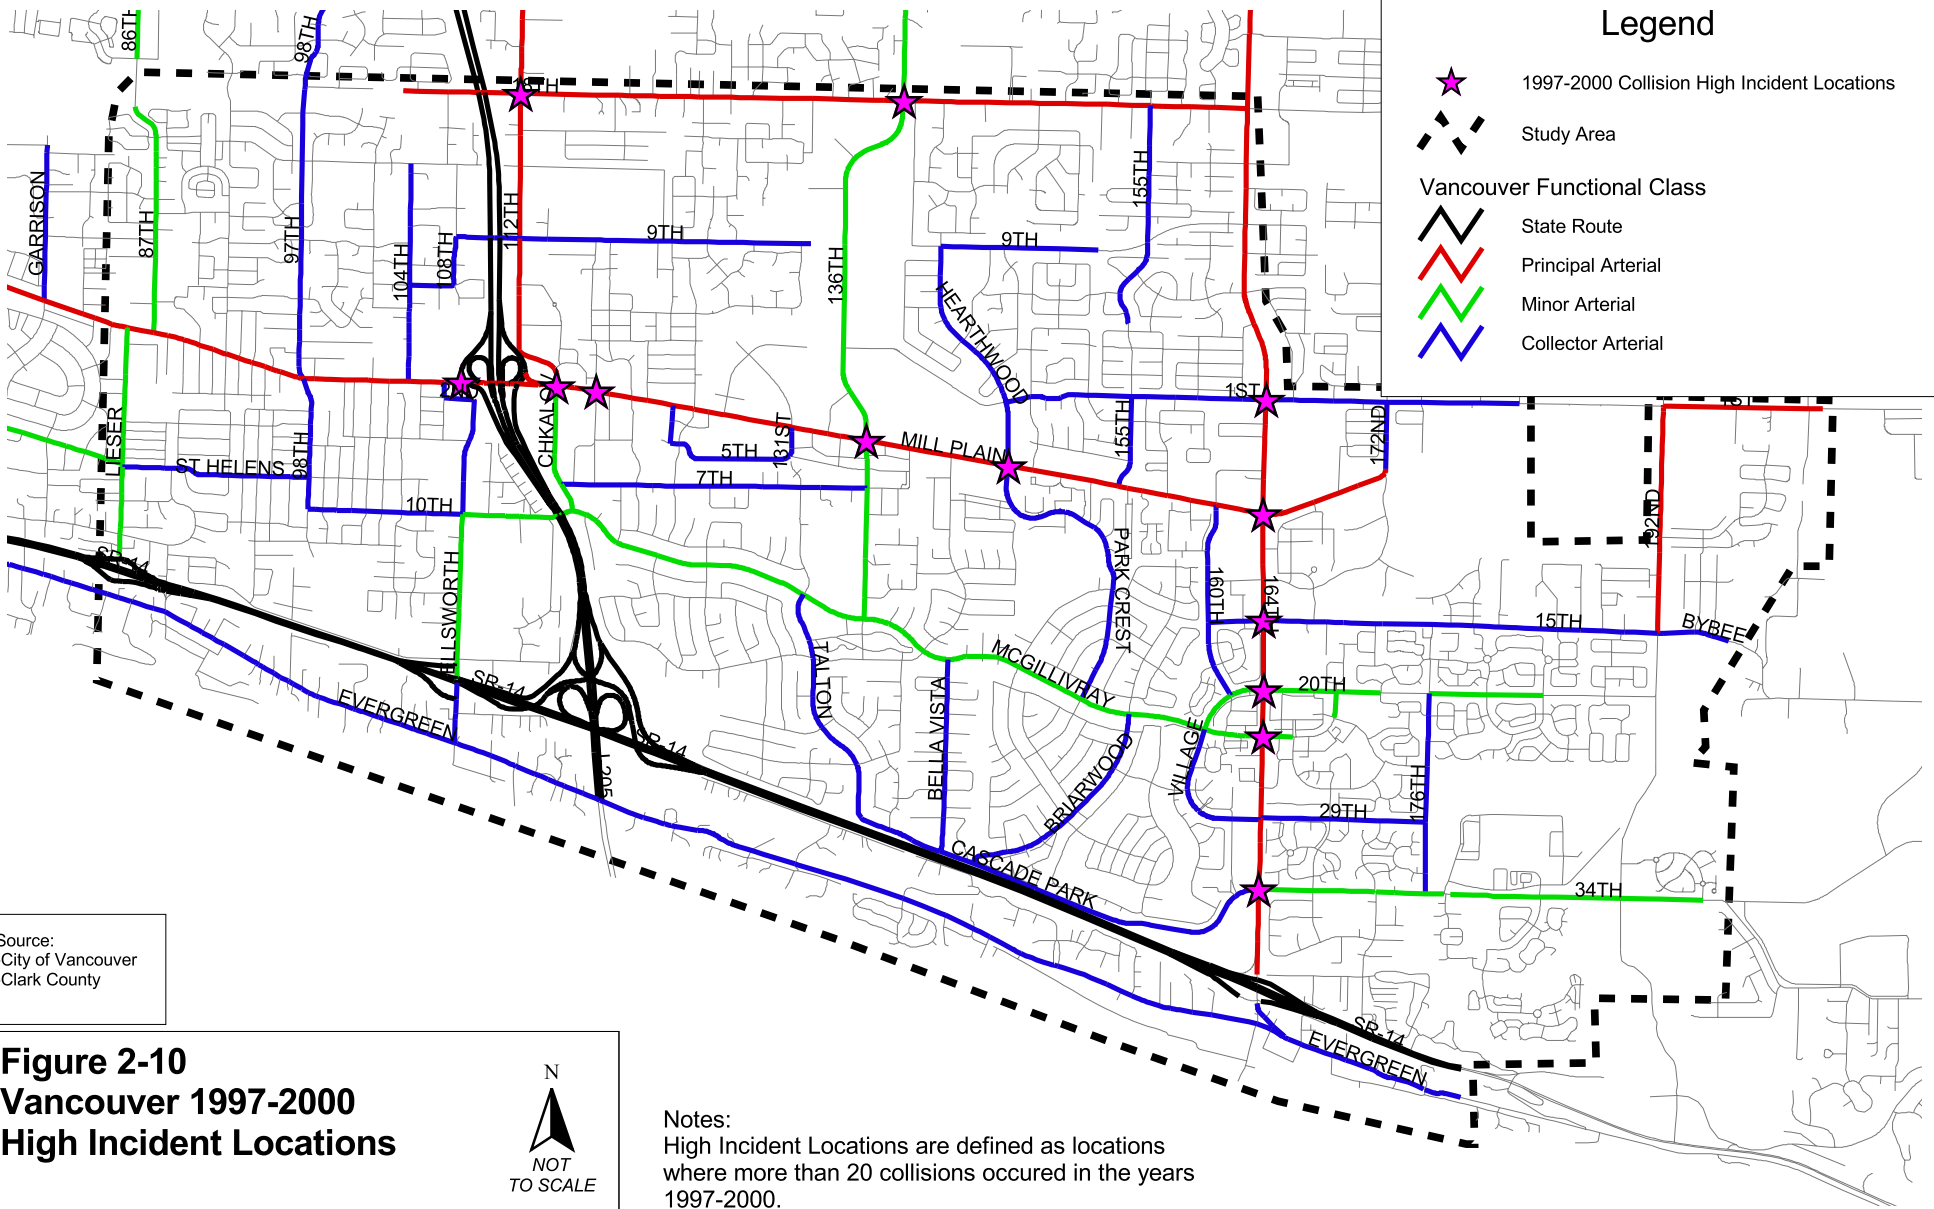 Legend
1997-2000 Collision High Incident Locations
Study Area
Vancouver Functional Class
State Route
Principal Arterial
Minor Arterial
Collector Arterial
86TH
98TH
18TH
GARRISON
87TH
97TH
104TH
108TH
112TH
9TH
136TH
9TH
155TH
HEARTHWOOD
2ND
CHKALOV
1ST
1ST
LIESER
ST HELENS
98TH
10TH
5TH
131ST
7TH
MILL PLAIN
155TH
172ND
192ND
SR-14
ELLSWORTH
PARK CREST
160TH
164TH
15TH
BYBEE
TALTON
MCGILLIVRAY
20TH
EVERGREEN
SR-14
SR-14
I-205
BELLA VISTA
BRIARWOOD
VILLAGE
176TH
29TH
CASCADE PARK
34TH
SR-14
EVERGREEN
Source:
City of Vancouver
Clark County
Figure 2-10
Vancouver 1997-2000
High Incident Locations
N
NOT
TO SCALE
Notes:
High Incident Locations are defined as locations
where more than 20 collisions occured in the years
1997-2000.